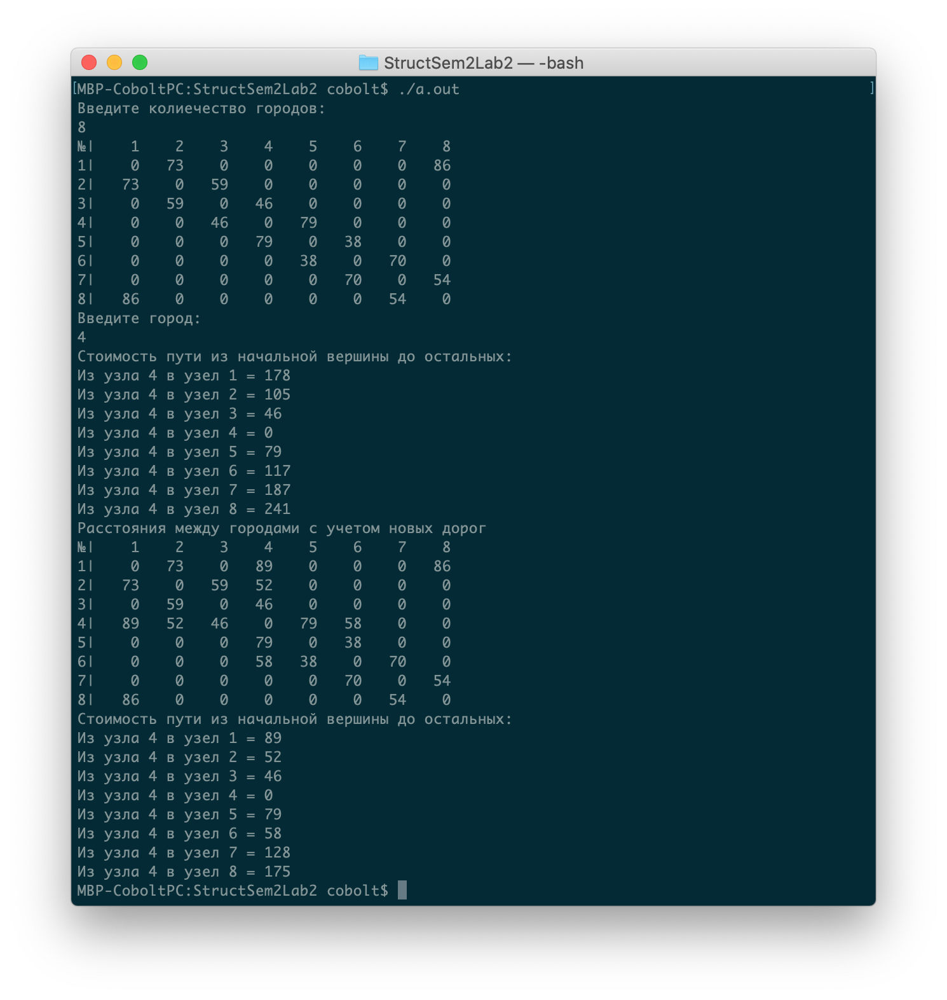 StructSem2Lab2 — -bash
[MBP-CoboltPC:StructSem2Lab2 cobolt$ ./a.out ]
Введите колиечество городов:
8
№| 1 2 3 4 5 6 7 8
1| 0 73 0 0 0 0 0 86
2| 73 0 59 0 0 0 0 0
3| 0 59 0 46 0 0 0 0
4| 0 0 46 0 79 0 0 0
5| 0 0 0 79 0 38 0 0
6| 0 0 0 0 38 0 70 0
7| 0 0 0 0 0 70 0 54
8| 86 0 0 0 0 0 54 0
Введите город:
4
Стоимость пути из начальной вершины до остальных:
Из узла 4 в узел 1 = 178
Из узла 4 в узел 2 = 105
Из узла 4 в узел 3 = 46
Из узла 4 в узел 4 = 0
Из узла 4 в узел 5 = 79
Из узла 4 в узел 6 = 117
Из узла 4 в узел 7 = 187
Из узла 4 в узел 8 = 241
Расстояния между городами с учетом новых дорог
№| 1 2 3 4 5 6 7 8
1| 0 73 0 89 0 0 0 86
2| 73 0 59 52 0 0 0 0
3| 0 59 0 46 0 0 0 0
4| 89 52 46 0 79 58 0 0
5| 0 0 0 79 0 38 0 0
6| 0 0 0 58 38 0 70 0
7| 0 0 0 0 0 70 0 54
8| 86 0 0 0 0 0 54 0
Стоимость пути из начальной вершины до остальных:
Из узла 4 в узел 1 = 89
Из узла 4 в узел 2 = 52
Из узла 4 в узел 3 = 46
Из узла 4 в узел 4 = 0
Из узла 4 в узел 5 = 79
Из узла 4 в узел 6 = 58
Из узла 4 в узел 7 = 128
Из узла 4 в узел 8 = 175
MBP-CoboltPC:StructSem2Lab2 cobolt$